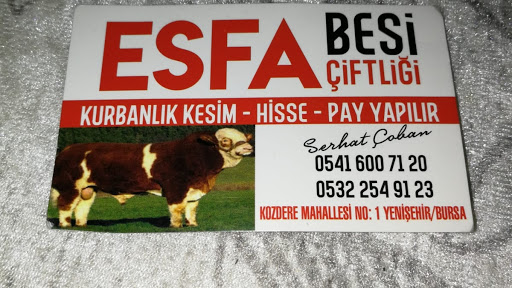 ESFA BESİ
ÇİFTLİĞİ
KURBANLIK KESİM - HİSSE - PAY YAPILIR
Serhat Çoban
0541 600 71 20
0532 254 91 23
KOZDERE MAHALLESİ NO: 1 YENİŞEHİR/BURSA